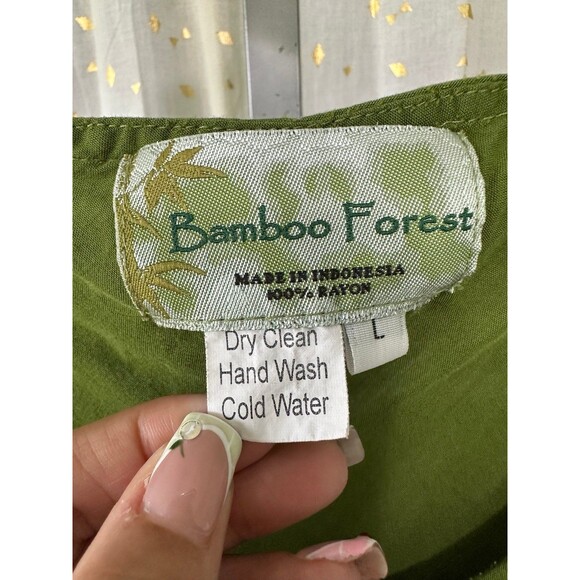 Bamboo Forest
MADE IN INDONESIA
100% RAYON
L
Dry Clean
Hand Wash
Cold Water